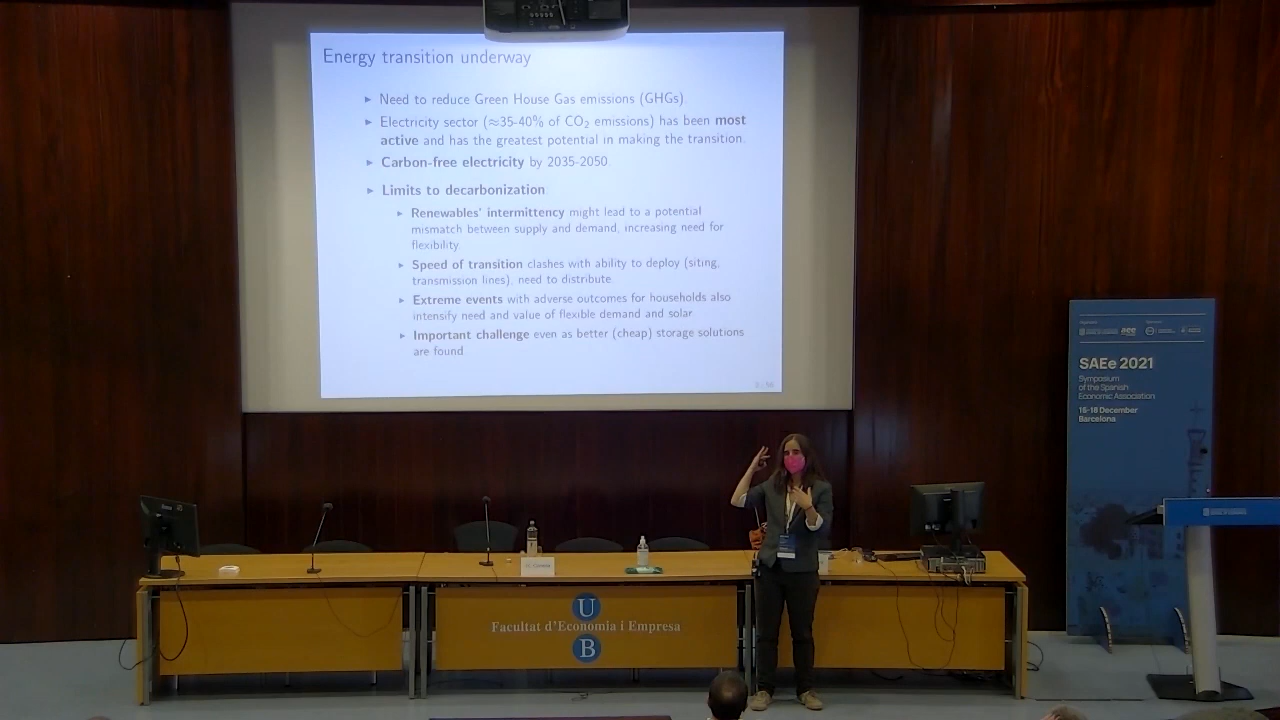 Energy transition underway
▶ Need to reduce Green House Gas emissions (GHGs)
▶ Electricity sector (≈35-40% of CO₂ emissions) has been most
active and has the greatest potential in making the transition.
▶ Carbon-free electricity by 2035-2050
▶ Limits to decarbonization
▶ Renewables' intermittency might lead to a potential
mismatch between supply and demand, increasing need for
flexibility.
▶ Speed of transition clashes with ability to deploy (siting,
transmission lines), need to distribute
▶ Extreme events with adverse outcomes for households also
intensify need and value of flexible demand and solar
▶ Important challenge even as better (cheap) storage solutions
are found
SAEe 2021
Symposium
of the Spanish
Economic Association
16-18 December
Barcelona
U
Facultat d'Economia i Empresa
B